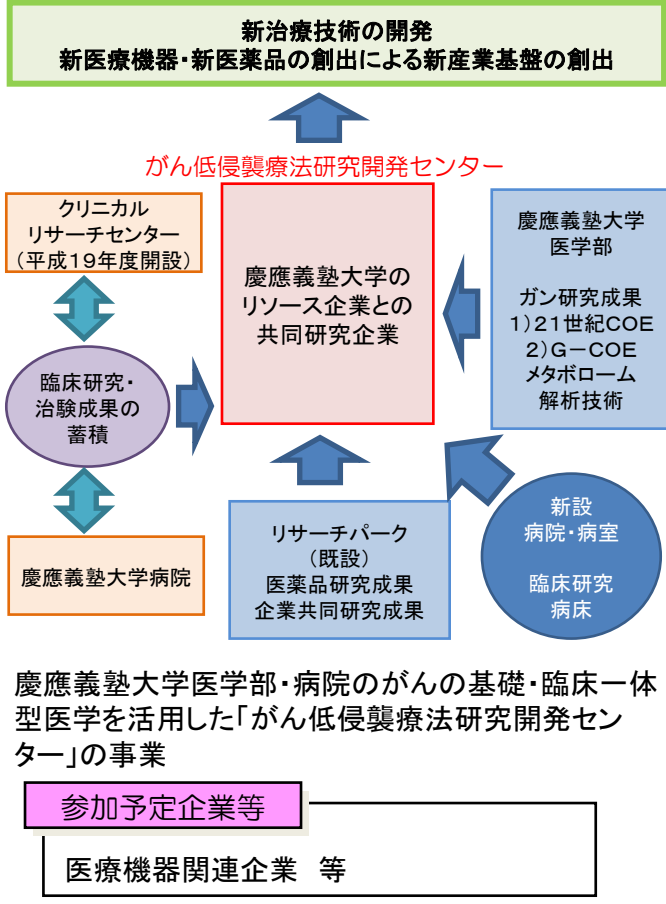 新治療技術の開発
新医療機器・新医薬品の創出による新産業基盤の創出
がん低侵襲療法研究開発センター
クリニカル
リサーチセンター
(平成19年度開設)
臨床研究・
治験成果の
蓄積
慶應義塾大学病院
慶應義塾大学の
リソース企業との
共同研究企業
慶應義塾大学
医学部
ガン研究成果
1)21世紀COE
2)G－COE
メタボローム
解析技術
リサーチパーク
(既設)
医薬品研究成果
企業共同研究成果
新設
病院・病室
臨床研究
病床
慶應義塾大学医学部・病院のがんの基礎・臨床一体
型医学を活用した「がん低侵襲療法研究開発セン
ター」の事業
参加予定企業等
医療機器関連企業　等